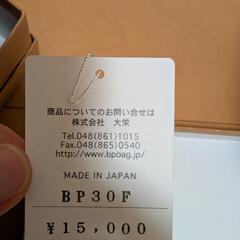 商品についてのお問い合せは
株式会社 大栄
Tel.048(861)1015
Fax.048(865)0540
http://www.bpbag.jp/
MADE IN JAPAN
BP30F
¥15,000